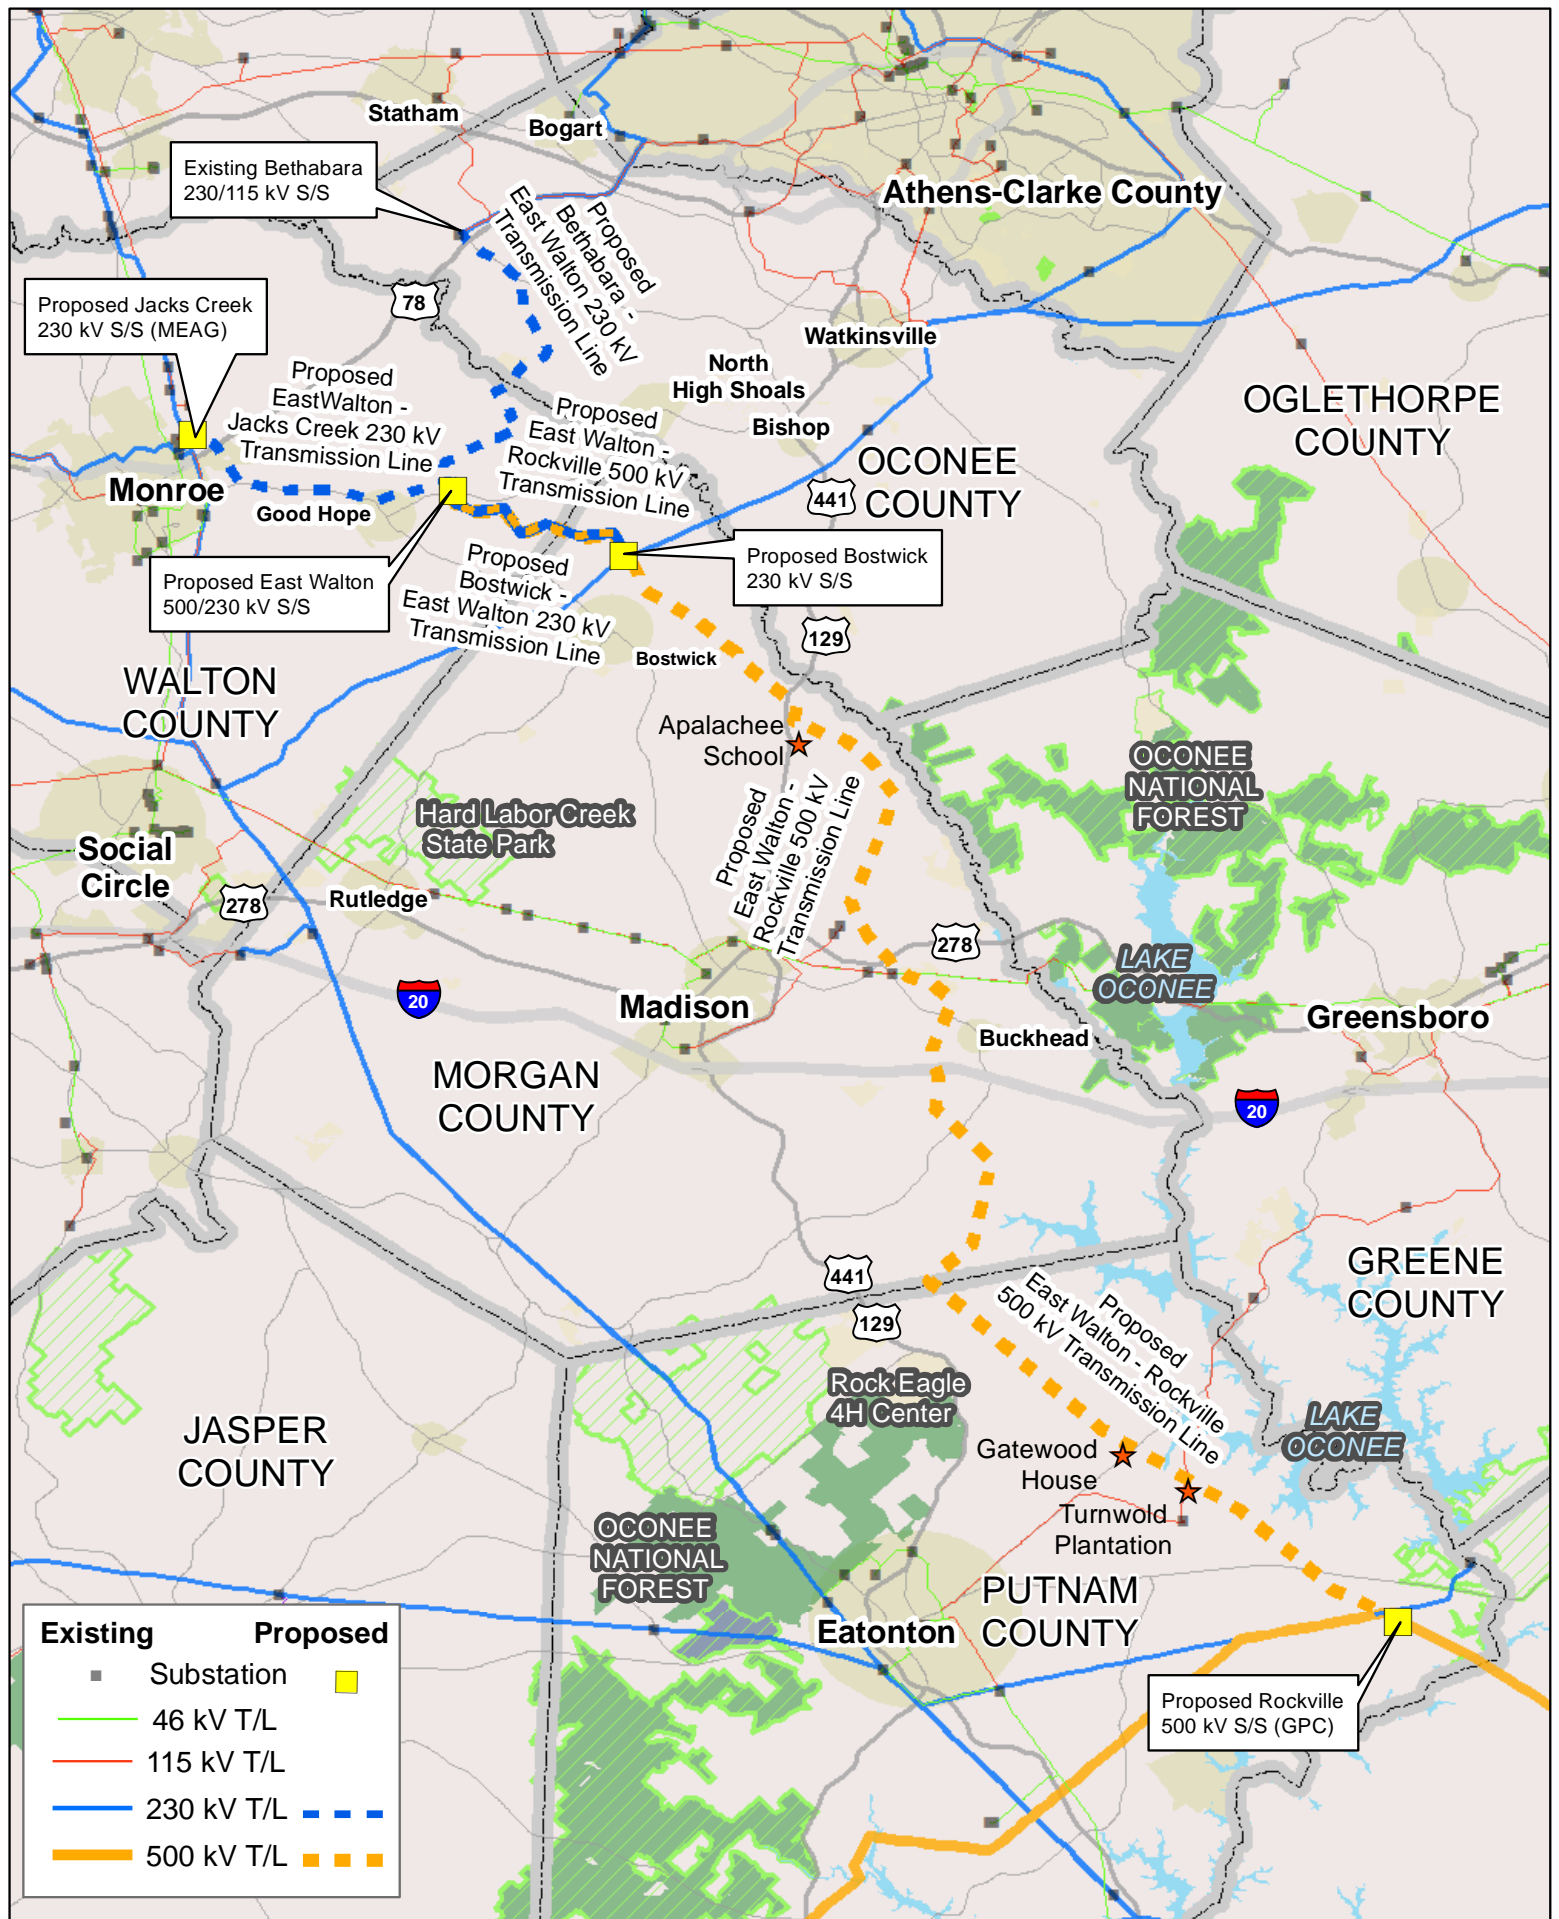 Statham
Bogart
Existing Bethabara
230/115 kV S/S
Athens-Clarke County
Proposed
Bethabara -
East Walton 230 kV
Transmission Line
Proposed Jacks Creek
230 kV S/S (MEAG)
78
Watkinsville
North
High Shoals
Bishop
Proposed
EastWalton -
Jacks Creek 230 kV
Transmission Line
Proposed
East Walton -
Rockville 500 kV
Transmission Line
OGLETHORPE
COUNTY
OCONEE
COUNTY
441
Monroe
Good Hope
Proposed East Walton
500/230 kV S/S
Proposed
Bostwick -
East Walton 230 kV
Transmission Line
Proposed Bostwick
230 kV S/S
129
Bostwick
WALTON
COUNTY
Apalachee
School
OCONEE
NATIONAL
FOREST
Hard Labor Creek
State Park
Proposed
East Walton -
Rockville 500 kV
Transmission Line
Social
Circle
278
Rutledge
278
LAKE
OCONEE
20
Madison
Greensboro
Buckhead
MORGAN
COUNTY
20
441
129
GREENE
COUNTY
Proposed
East Walton - Rockville
500 kV Transmission Line
Rock Eagle
4H Center
LAKE
OCONEE
JASPER
COUNTY
Gatewood
House
Turnwold
Plantation
OCONEE
NATIONAL
FOREST
PUTNAM
COUNTY
Eatonton
Proposed Rockville
500 kV S/S (GPC)
Existing Proposed
Substation
46 kV T/L
115 kV T/L
230 kV T/L
500 kV T/L